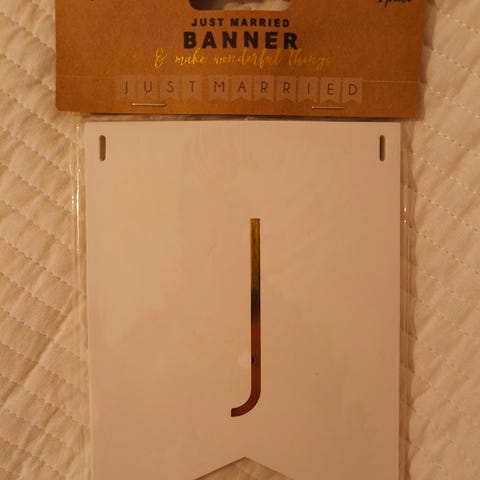 JUST MARRIED
BANNER
& make wonderful things
JUST MARRIED
J